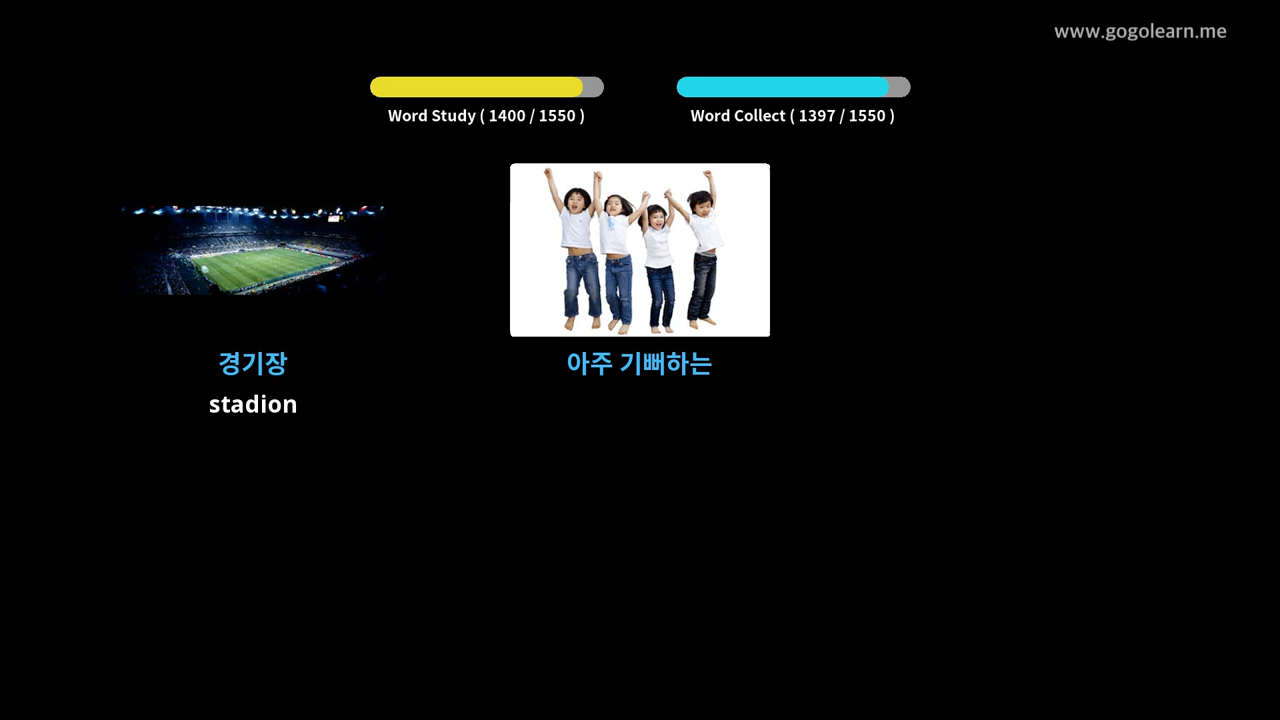 www.gogolearn.me
Word Study ( 1400 / 1550 )
Word Collect ( 1397 / 1550 )
경기장
stadion
아주 기뻐하는